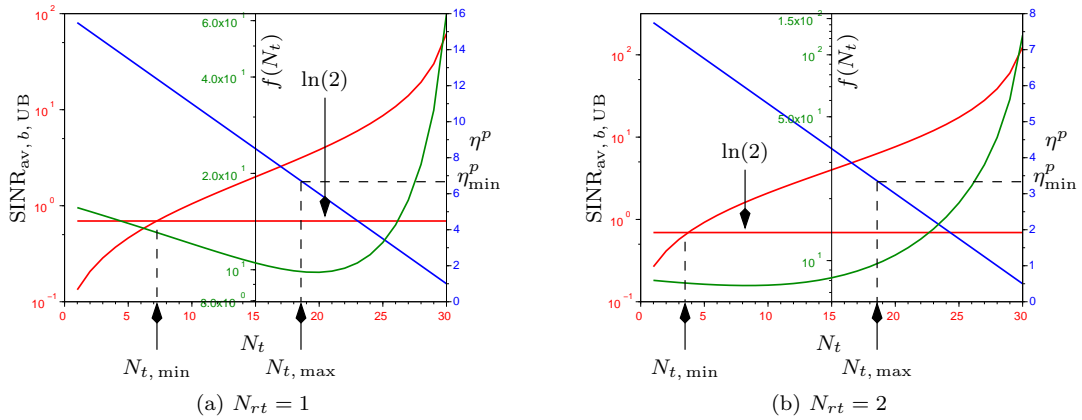 10^2
10^1
10^0
10^-1
SINR_av, b, UB
6.0x10^1
4.0x10^1
2.0x10^1
10^1
8.0x10^0
f(N_t)
ln(2)
16
14
12
10
8
6
4
2
0
η^p
η^p_min
0 5 10 15 20 25 30
N_t
N_t, min
N_t, max
(a) N_rt = 1
10^2
10^1
10^0
10^-1
SINR_av, b, UB
1.5x10^2
10^2
5.0x10^1
10^1
f(N_t)
ln(2)
8
7
6
5
4
3
2
1
0
η^p
η^p_min
0 5 10 15 20 25 30
N_t
N_t, min
N_t, max
(b) N_rt = 2